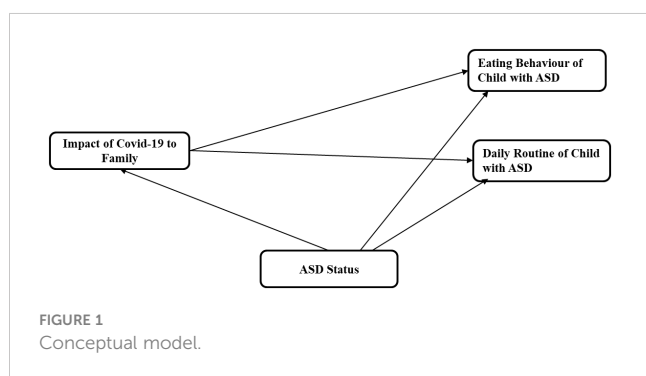 Eating Behaviour of
Child with ASD
Impact of Covid-19 to
Family
Daily Routine of Child
with ASD
ASD Status
FIGURE 1
Conceptual model.